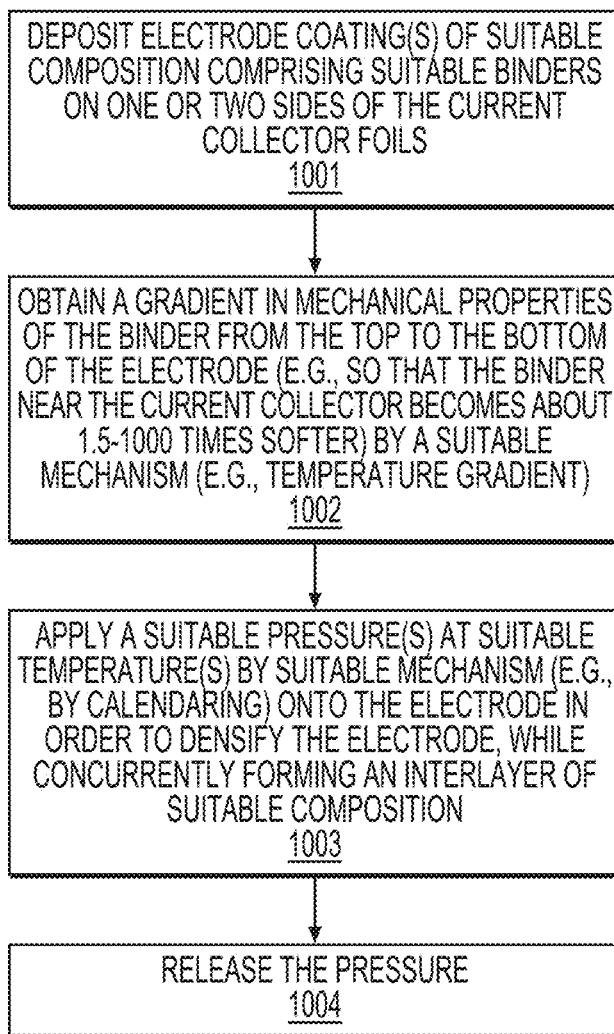 DEPOSIT ELECTRODE COATING(S) OF SUITABLE
COMPOSITION COMPRISING SUITABLE BINDERS
ON ONE OR TWO SIDES OF THE CURRENT
COLLECTOR FOILS
1001
OBTAIN A GRADIENT IN MECHANICAL PROPERTIES
OF THE BINDER FROM THE TOP TO THE BOTTOM
OF THE ELECTRODE (E.G., SO THAT THE BINDER
NEAR THE CURRENT COLLECTOR BECOMES ABOUT
1.5-1000 TIMES SOFTER) BY A SUITABLE
MECHANISM (E.G., TEMPERATURE GRADIENT)
1002
APPLY A SUITABLE PRESSURE(S) AT SUITABLE
TEMPERATURE(S) BY SUITABLE MECHANISM (E.G.,
BY CALENDARING) ONTO THE ELECTRODE IN
ORDER TO DENSIFY THE ELECTRODE, WHILE
CONCURRENTLY FORMING AN INTERLAYER OF
SUITABLE COMPOSITION
1003
RELEASE THE PRESSURE
1004